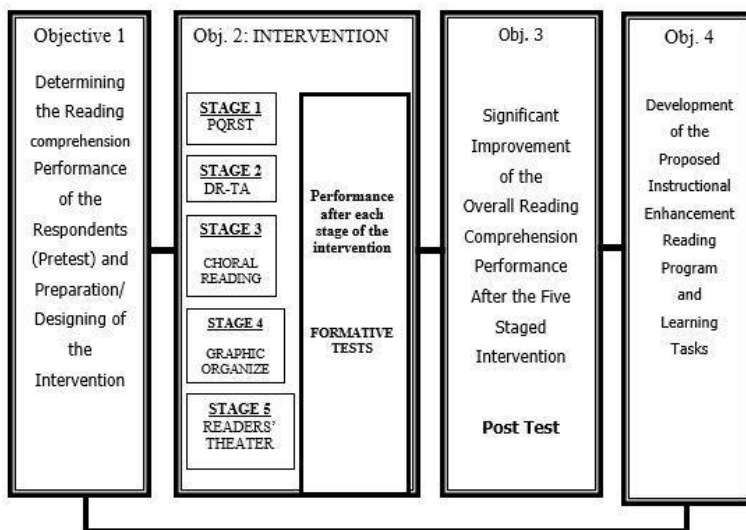 Objective 1
Determining
the Reading
comprehension
Performance
of the
Respondents
(Pretest) and
Preparation/
Designing of
the
Intervention
Obj. 2: INTERVENTION
STAGE 1
PQRST
STAGE 2
DR-TA
STAGE 3
CHORAL
READING
STAGE 4
GRAPHIC
ORGANIZE
STAGE 5
READERS'
THEATER
Performance
after each
stage of the
intervention
FORMATIVE
TESTS
Obj. 3
Significant
Improvement
of the
Overall Reading
Comprehension
Performance
After the Five
Staged
Intervention
Post Test
Obj. 4
Development
of the
Proposed
Instructional
Enhancement
Reading
Program
and
Learning
Tasks